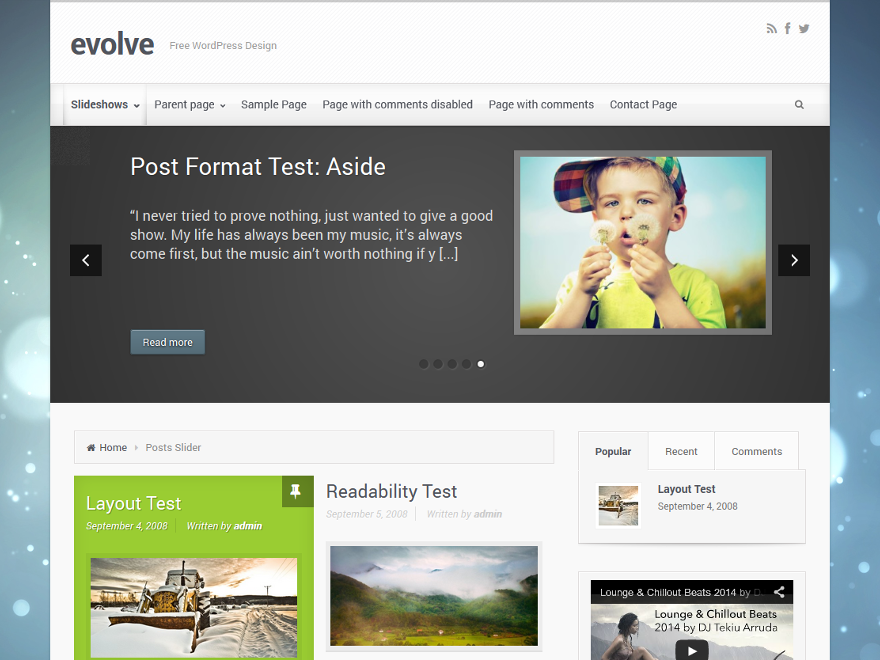 evolve
Free WordPress Design
Slideshows
Parent page
Sample Page
Page with comments disabled
Page with comments
Contact Page
Post Format Test: Aside
“I never tried to prove nothing, just wanted to give a good
show. My life has always been my music, it’s always
come first, but the music ain’t worth nothing if y [...]
Read more
Home
Posts Slider
Popular
Recent
Comments
Layout Test
September 4, 2008
Written by admin
Readability Test
September 5, 2008
Written by admin
Layout Test
September 4, 2008
Lounge & Chillout Beats 2014 by D...
Lounge & Chillout Beats
2014 by DJ Tekiu Arruda